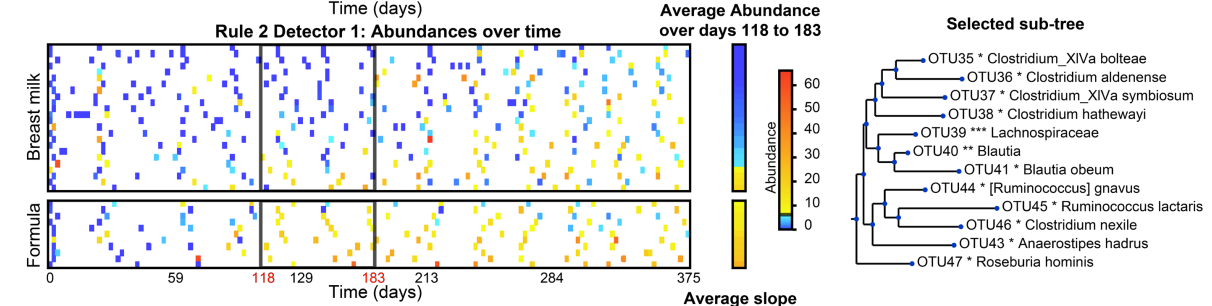 Time (days)
Rule 2 Detector 1: Abundances over time
Breast milk
Formula
0 59 118 129 183 213 284 375
Time (days)
Average Abundance
over days 118 to 183
Abundance
60
50
40
30
20
10
0
Average slope
Selected sub-tree
OTU35 * Clostridium_XIVa bolteae
OTU36 * Clostridium aldenense
OTU37 * Clostridium_XIVa symbiosum
OTU38 * Clostridium hathewayi
OTU39 *** Lachnospiraceae
OTU40 ** Blautia
OTU41 * Blautia obeum
OTU44 * [Ruminococcus] gnavus
OTU45 * Ruminococcus lactaris
OTU46 * Clostridium nexile
OTU43 * Anaerostipes hadrus
OTU47 * Roseburia hominis